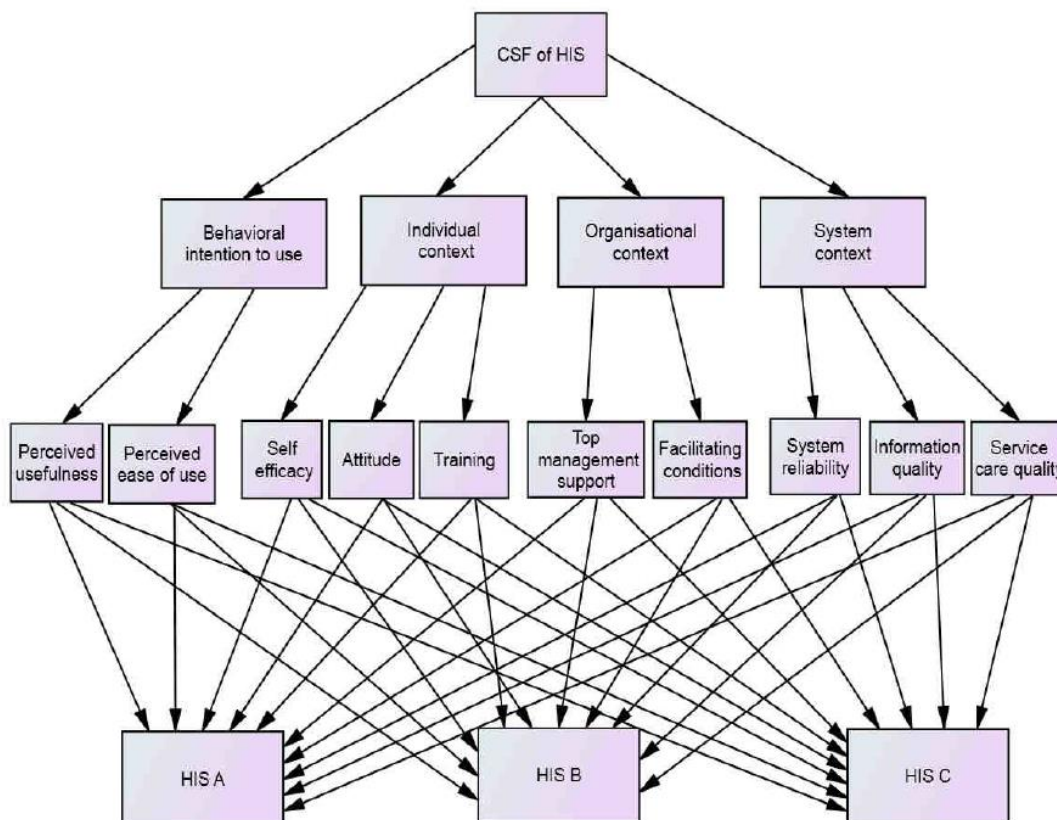 CSF of HIS
Behavioral
intention to use
Individual
context
Organisational
context
System
context
Perceived
usefulness
Perceived
ease of use
Self
efficacy
Attitude
Training
Top
management
support
Facilitating
conditions
System
reliability
Information
quality
Service
care quality
HIS A
HIS B
HIS C